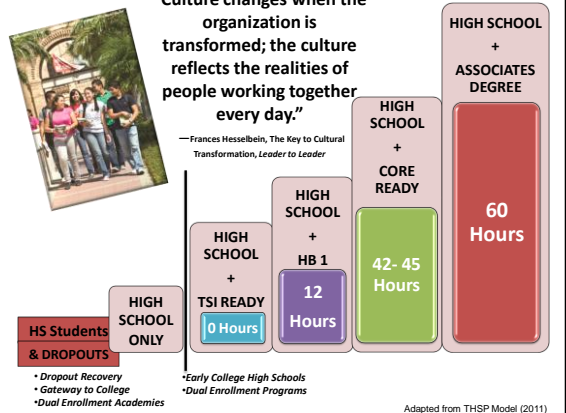 Culture changes when the
organization is
transformed; the culture
reflects the realities of
people working together
every day.”
—Frances Hesselbein, The Key to Cultural
Transformation, Leader to Leader
HS Students
& DROPOUTS
HIGH
SCHOOL
ONLY
HIGH
SCHOOL
+
TSI READY
0 Hours
HIGH
SCHOOL
+
HB 1
12
Hours
HIGH
SCHOOL
+
CORE
READY
42- 45
Hours
HIGH SCHOOL
+
ASSOCIATES
DEGREE
60
Hours
• Dropout Recovery
• Gateway to College
•Dual Enrollment Academies
•Early College High Schools
•Dual Enrollment Programs
Adapted from THSP Model (2011)